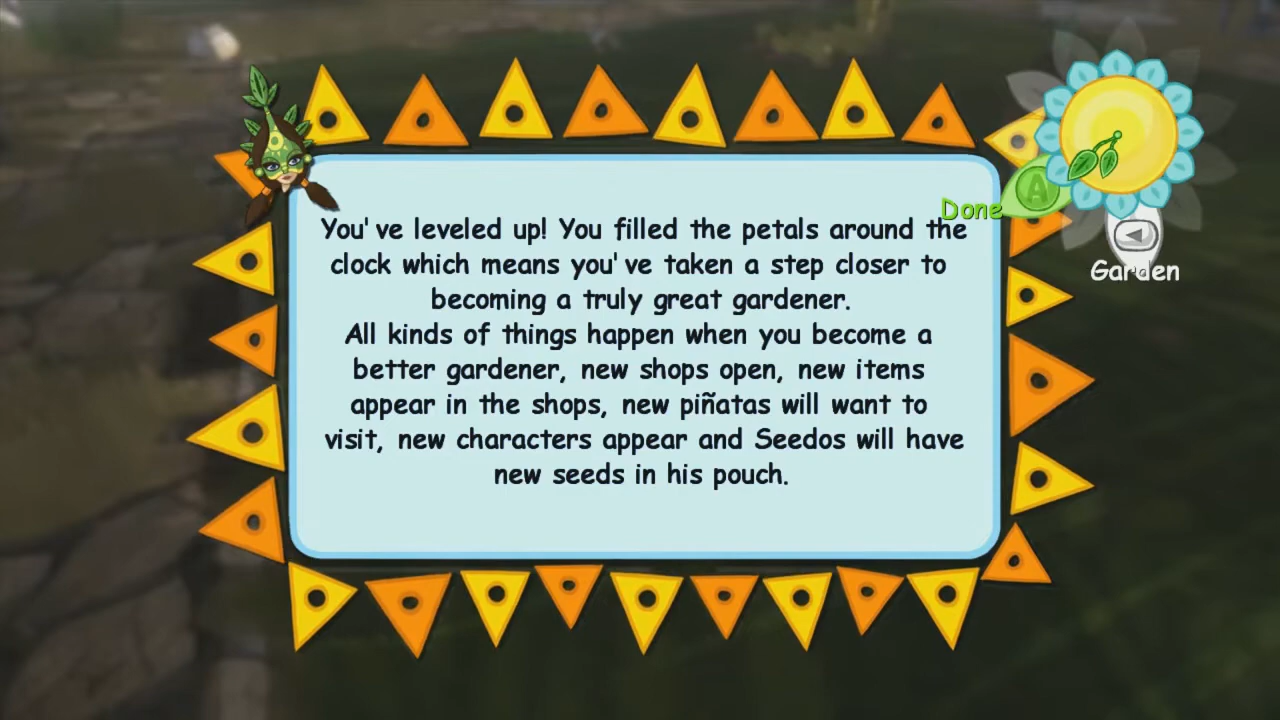 You've leveled up! You filled the petals around the
clock which means you've taken a step closer to
becoming a truly great gardener.
All kinds of things happen when you become a
better gardener, new shops open, new items
appear in the shops, new piñatas will want to
visit, new characters appear and Seedos will have
new seeds in his pouch.
A
Done
Garden